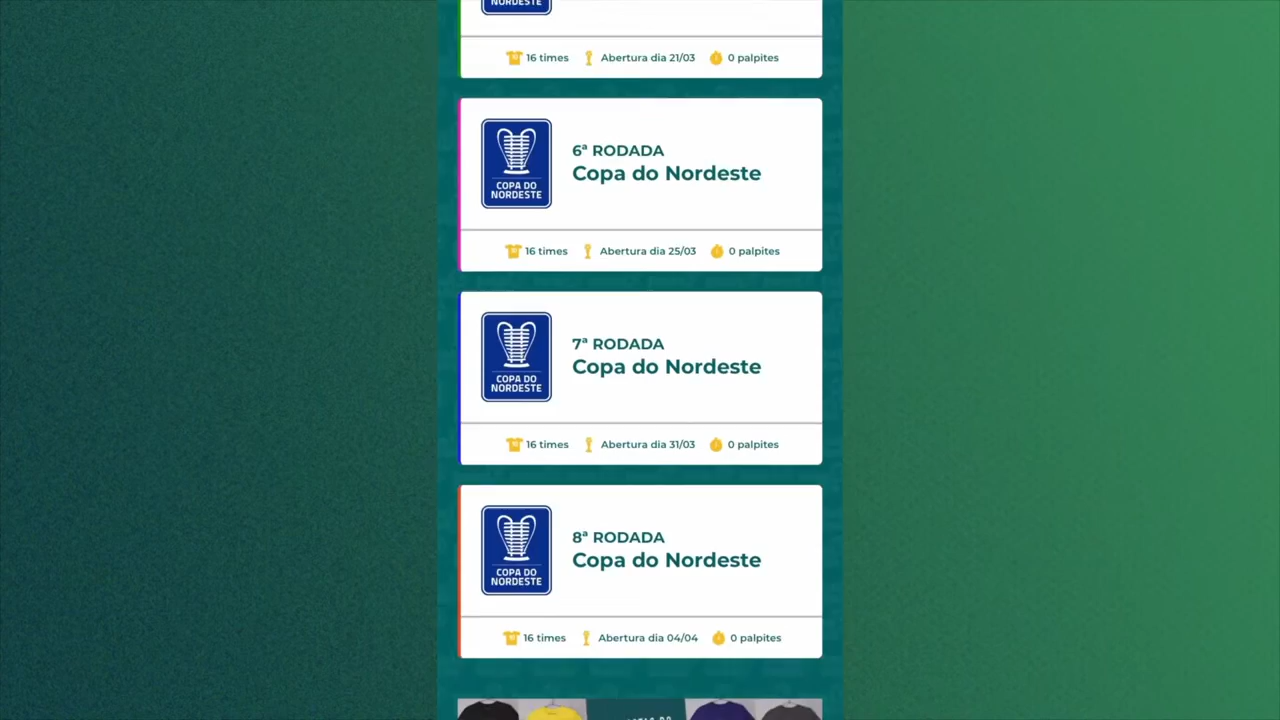 NORDESTE
16 times Abertura dia 21/03 0 palpites
COPA DO
NORDESTE
6ª RODADA
Copa do Nordeste
16 times Abertura dia 25/03 0 palpites
COPA DO
NORDESTE
7ª RODADA
Copa do Nordeste
16 times Abertura dia 31/03 0 palpites
COPA DO
NORDESTE
8ª RODADA
Copa do Nordeste
16 times Abertura dia 04/04 0 palpites